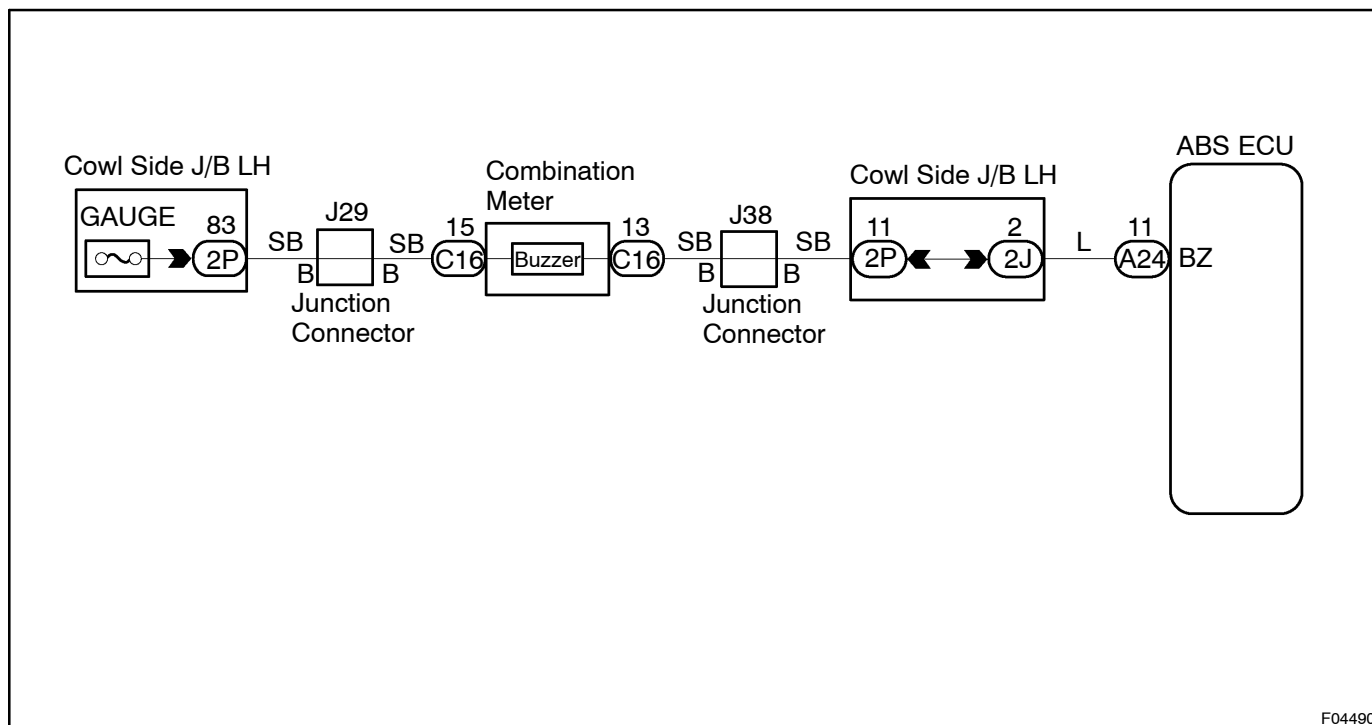 Cowl Side J/B LH
GAUGE
83
2P
SB
B
J29
Junction
Connector
SB
B
15
C16
Combination
Meter
Buzzer
13
C16
SB
B
J38
Junction
Connector
SB
B
Cowl Side J/B LH
11
2P
2
2J
L
11
A24
BZ
ABS ECU
F04490